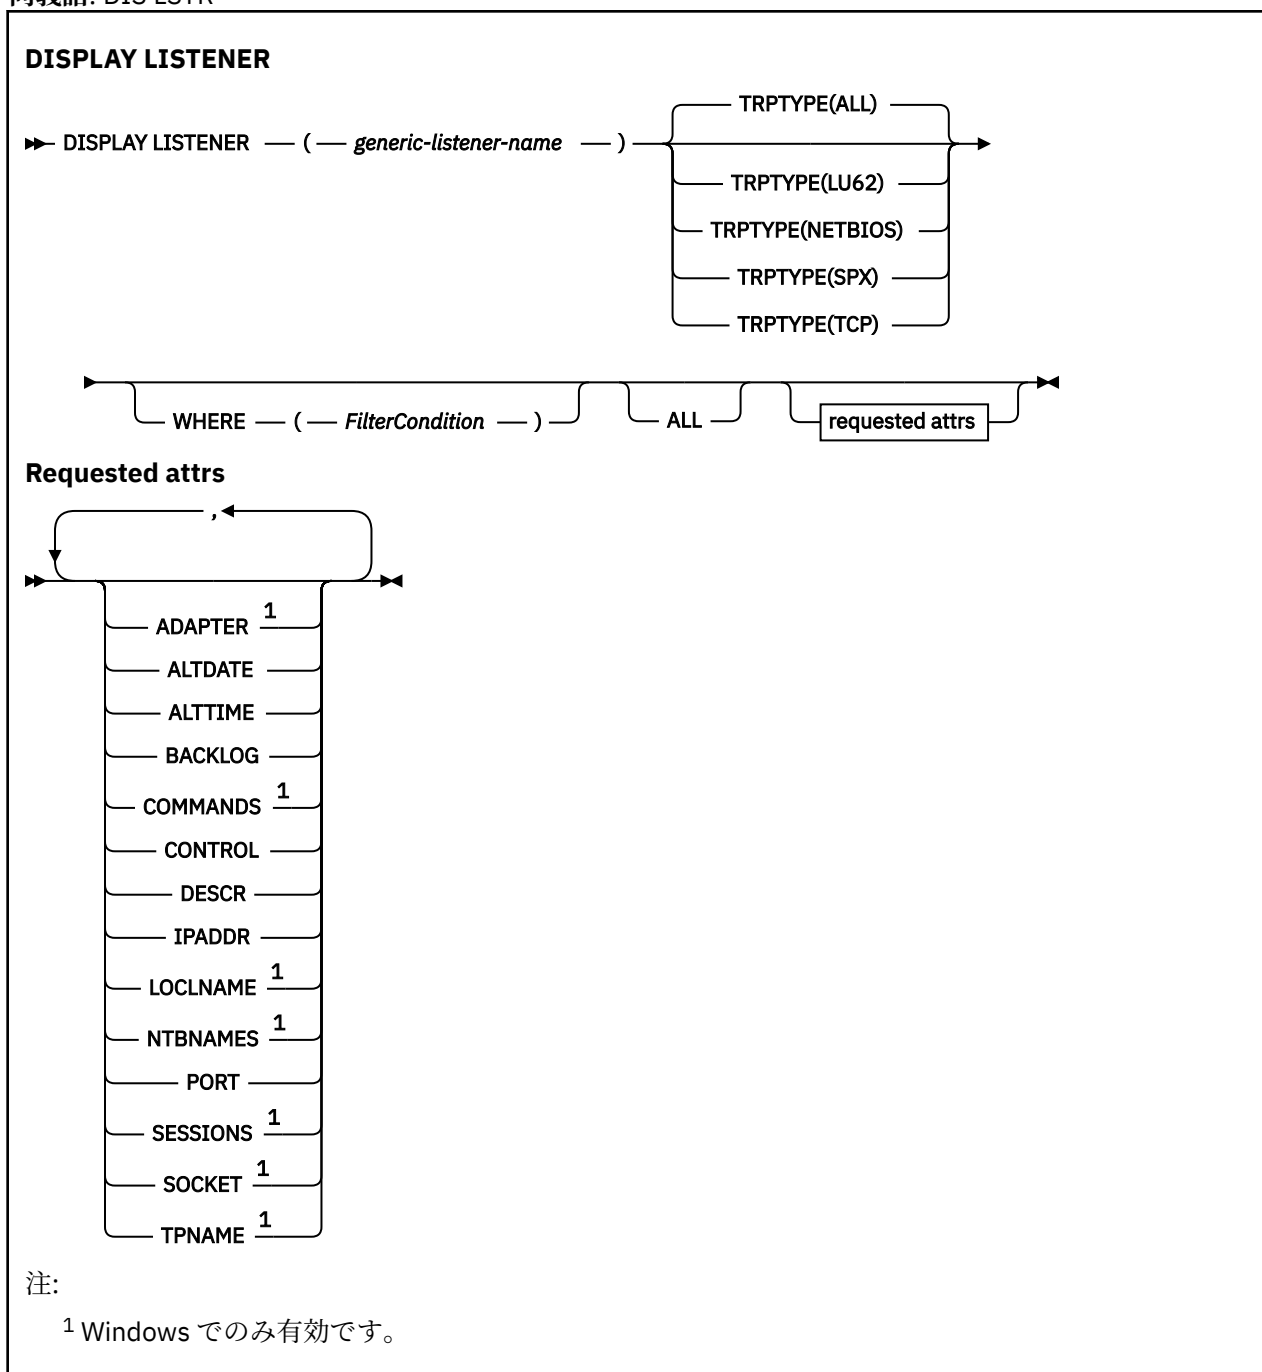 DIS LSTR
DISPLAY LISTENER
TRPTYPE(ALL)
DISPLAY LISTENER ( generic-listener-name )
TRPTYPE(LU62)
TRPTYPE(NETBIOS)
TRPTYPE(SPX)
TRPTYPE(TCP)
WHERE ( FilterCondition ) ALL requested attrs
Requested attrs
,
ADAPTER 1
ALTDATE
ALTTIME
BACKLOG
COMMANDS 1
CONTROL
DESCR
IPADDR
LOCLNAME 1
NTBNAMES 1
PORT
SESSIONS 1
SOCKET 1
TPNAME 1
注:
1 Windows でのみ有効です。